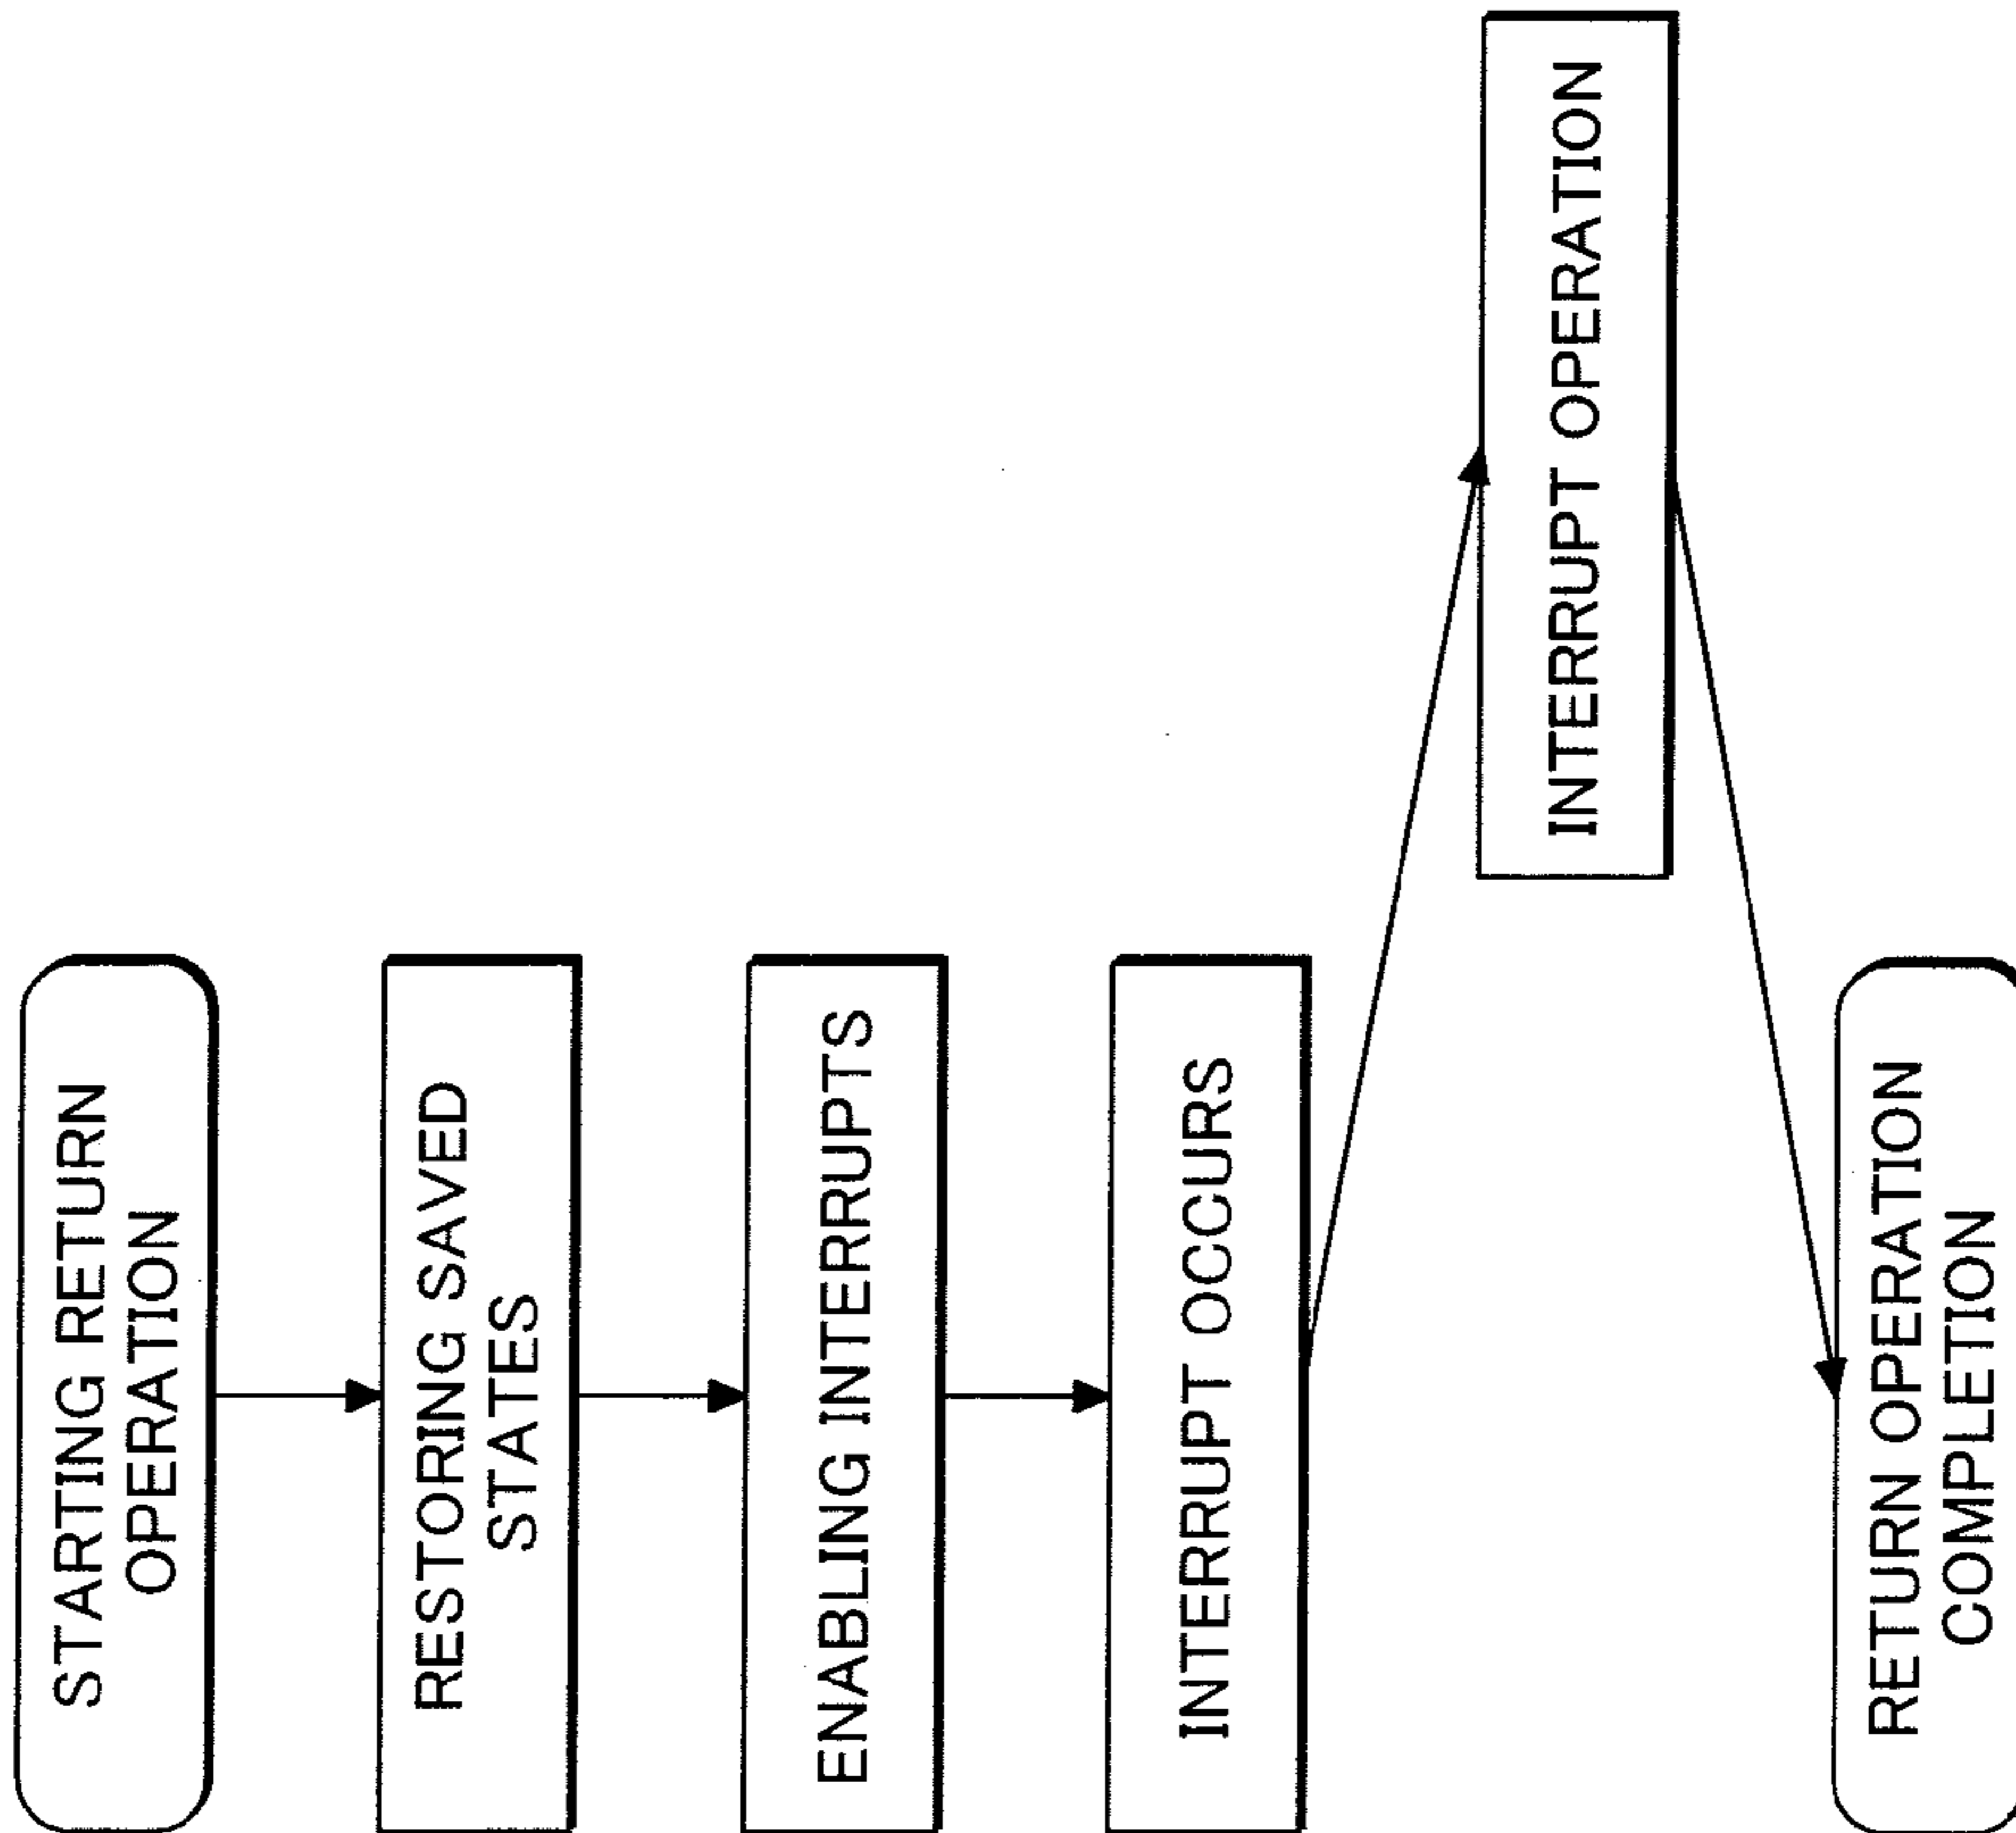 STARTING RETURN
OPERATION
RESTORING SAVED
STATES
ENABLING INTERRUPTS
INTERRUPT OCCURS
INTERRUPT OPERATION
RETURN OPERATION
COMPLETION